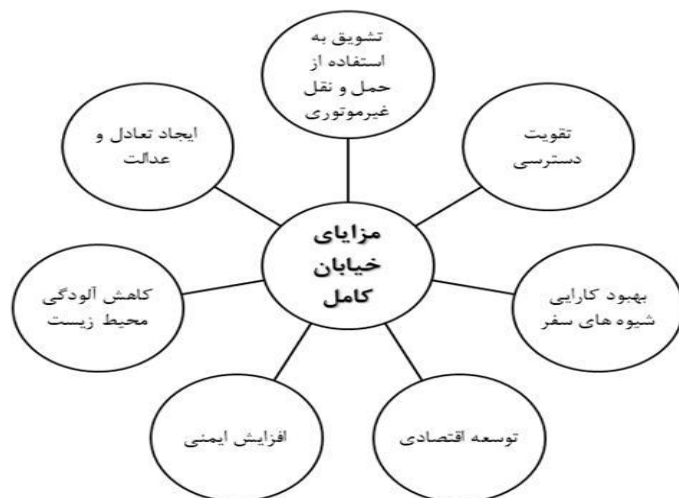 تشویق به
استفاده از
حمل و نقل
غیرموتوری
تقویت
دسترسی
بهبود کارایی
شیوه های سفر
توسعه اقتصادی
افزایش ایمنی
کاهش آلودگی
محیط زیست
ایجاد تعادل و
عدالت
مزایای
خیابان
کامل